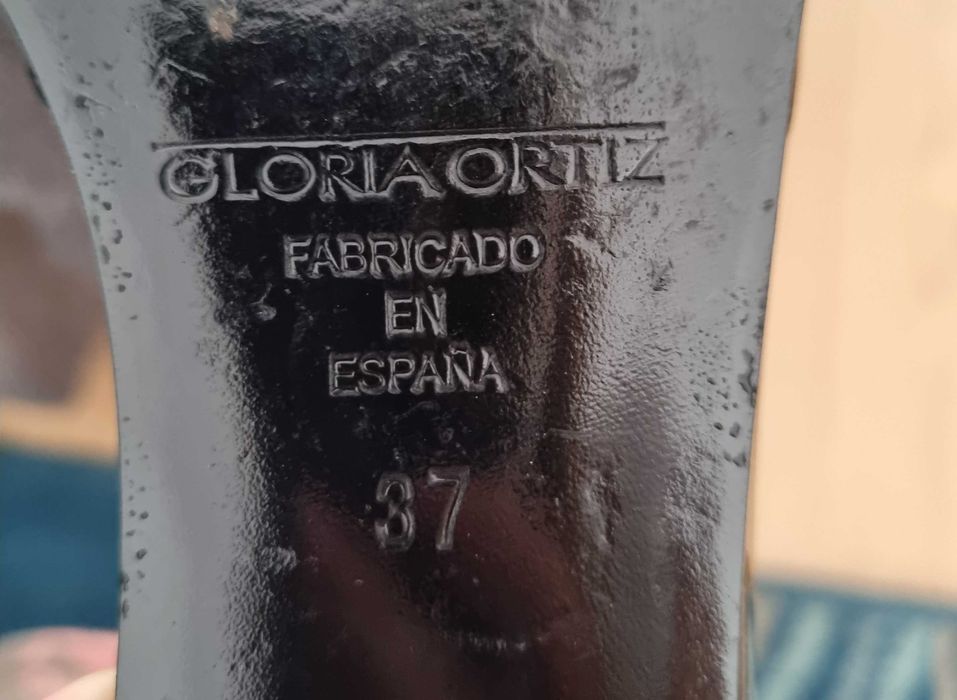 GLORIA ORTIZ
FABRICADO
EN
ESPAÑA
37